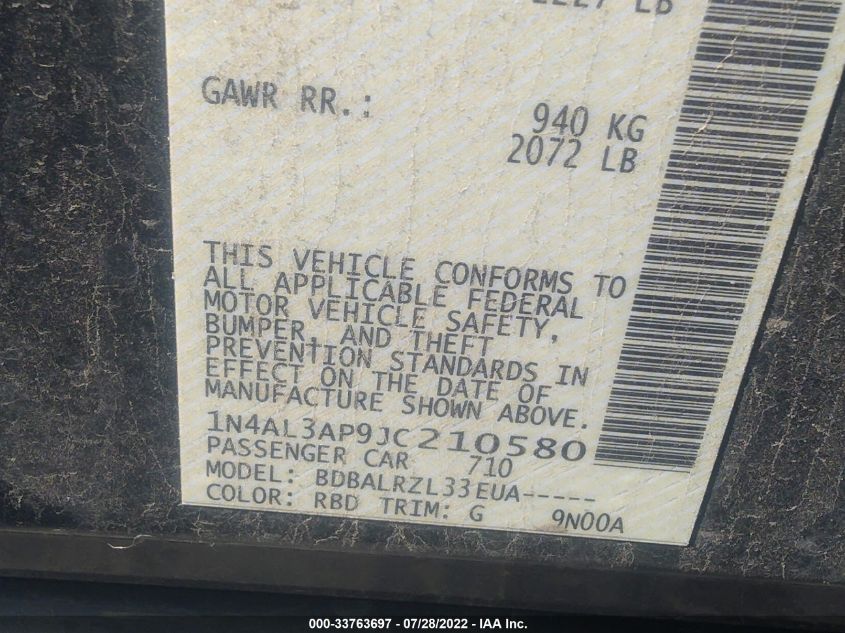 LB
GAWR RR.:
940 KG
2072 LB
THIS VEHICLE CONFORMS TO
ALL APPLICABLE FEDERAL
MOTOR VEHICLE SAFETY,
BUMPER, AND THEFT
PREVENTION STANDARDS IN
EFFECT ON THE DATE OF
MANUFACTURE SHOWN ABOVE.
1N4AL3AP9JC210580
PASSENGER CAR 710
MODEL: BDBALRZL33EUA-----
COLOR: RBD TRIM: G 9N00A
000-33763697 - 07/28/2022 - IAA Inc.